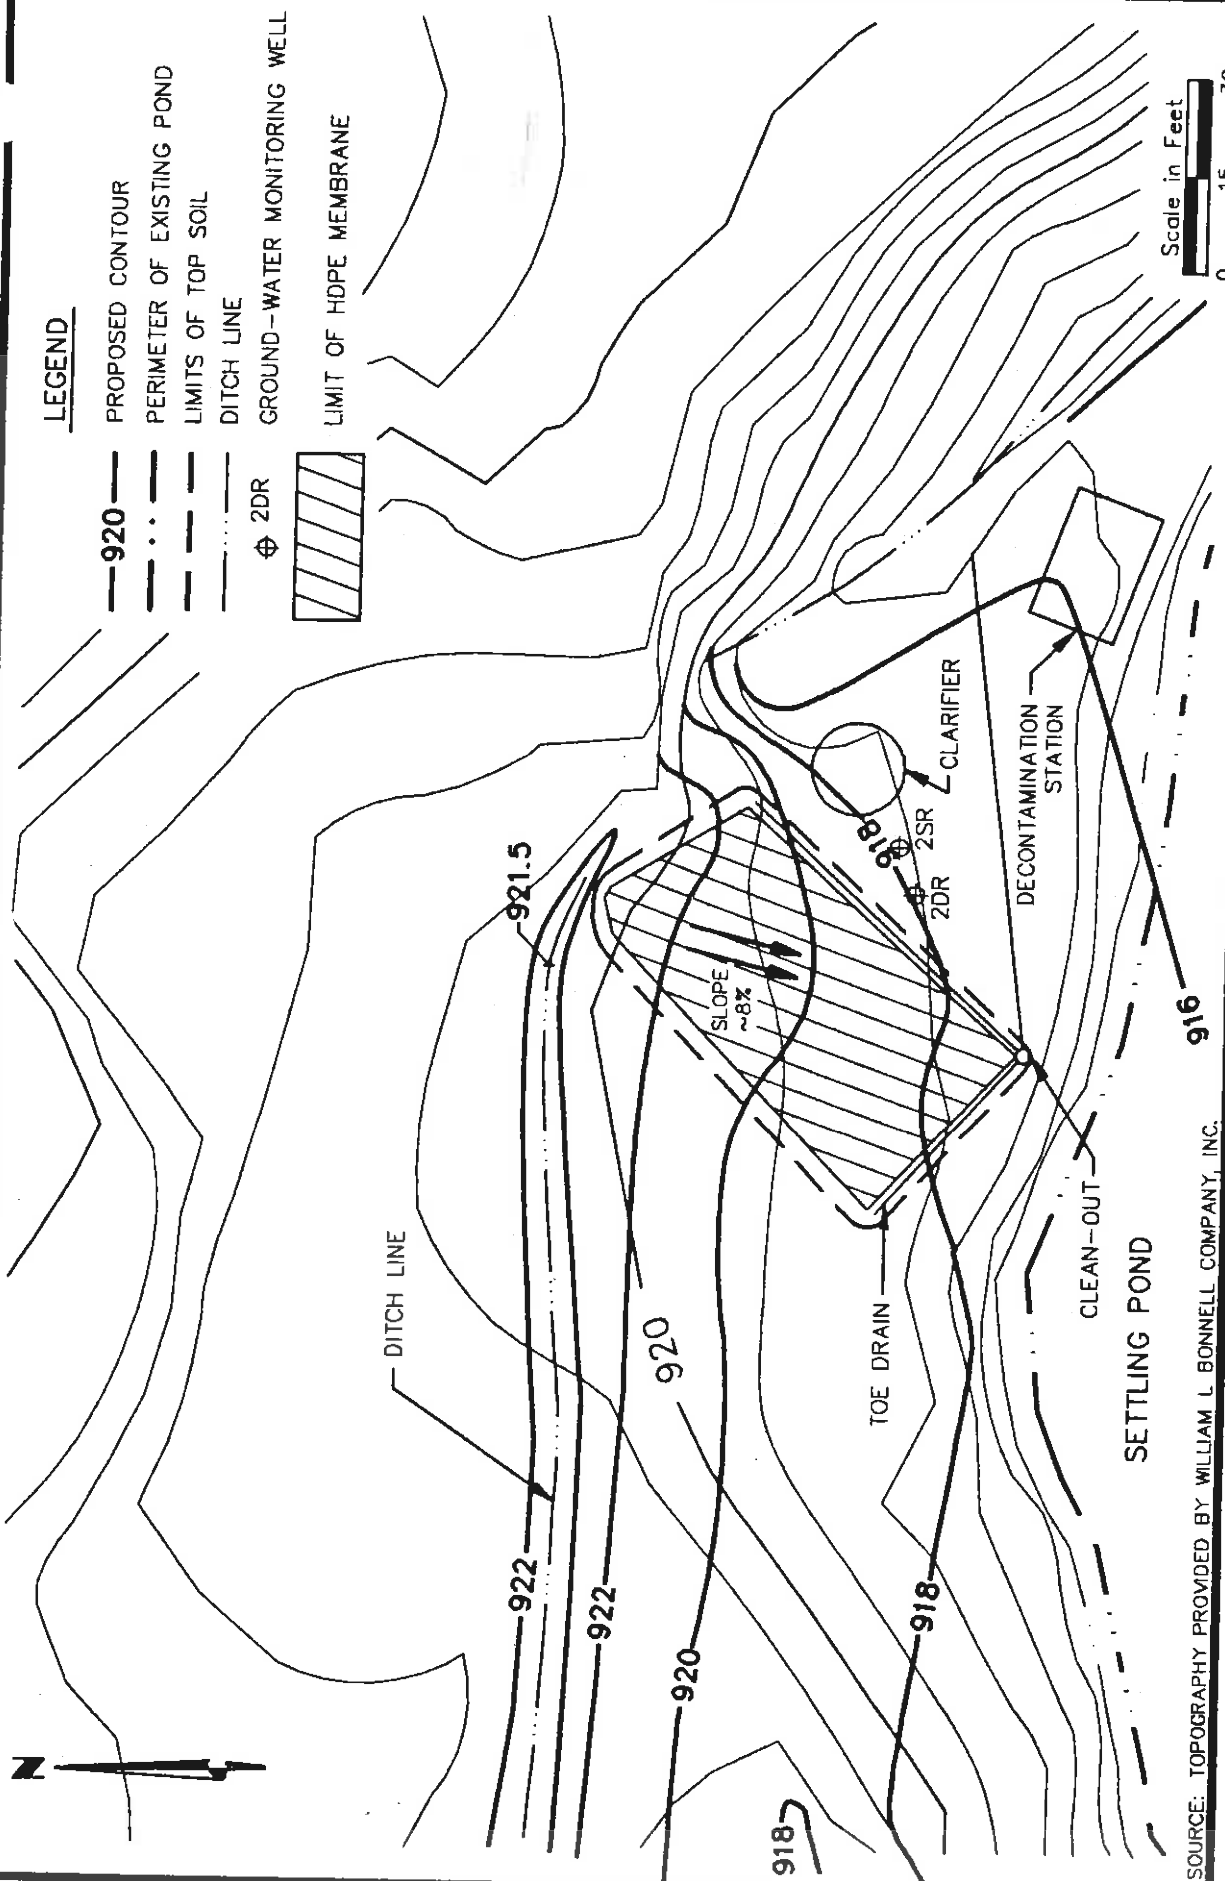 LEGEND
920 PROPOSED CONTOUR
PERIMETER OF EXISTING POND
LIMITS OF TOP SOIL
DITCH LINE
2DR GROUND-WATER MONITORING WELL
LIMIT OF HDPE MEMBRANE
N
DITCH LINE
921.5
922
922
920
920
918
918
918
916
SLOPE
~8%
2DR
2SR
CLARIFIER
DECONTAMINATION
STATION
TOE DRAIN
CLEAN-OUT
SETTLING POND
Scale in Feet
0 15 30
SOURCE: TOPOGRAPHY PROVIDED BY WILLIAM L BONNELL COMPANY, INC.